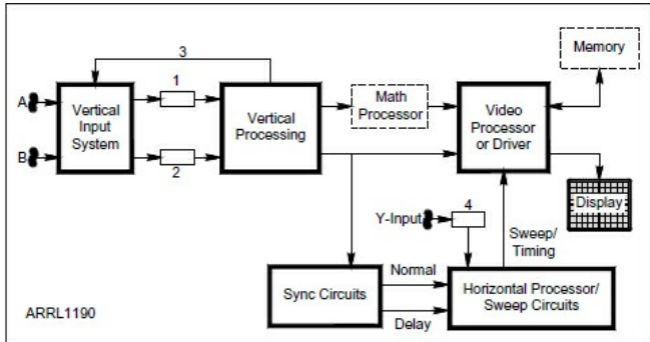 3
Memory
1
A
Vertical
Input
System
Vertical
Processing
Math
Processor
Video
Processor
or Driver
B
2
Display
4
Y-Input
Sweep/
Timing
Normal
Sync Circuits
Horizontal Processor/
Sweep Circuits
Delay
ARRL1190